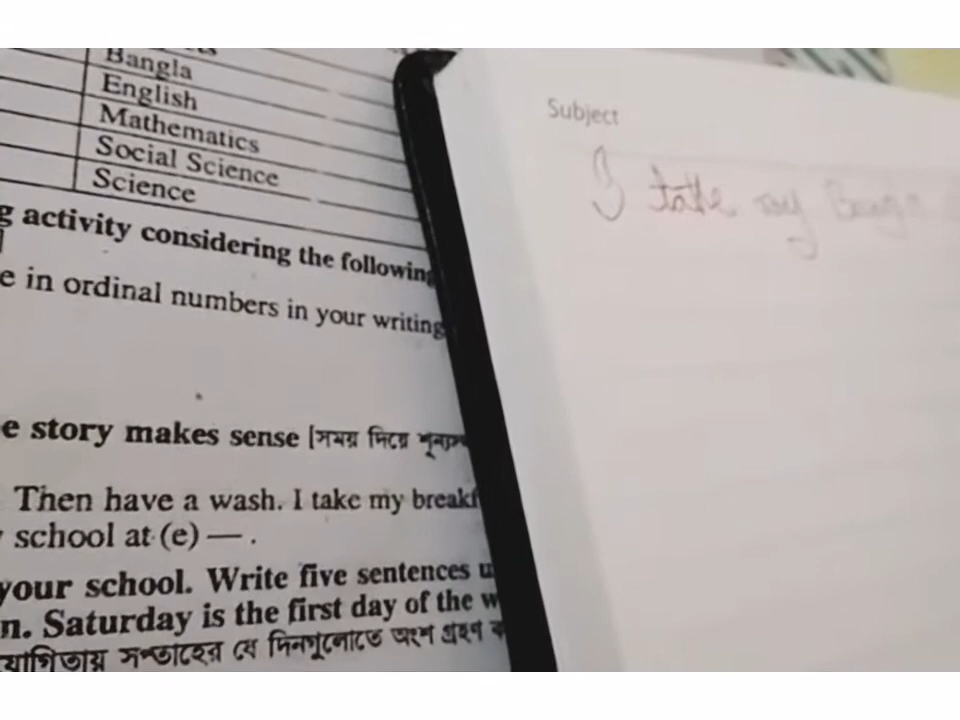 Bangla
English
Mathematics
Social Science
Science
activity considering the following
in ordinal numbers in your writing
story makes sense [সময় দিয়ে
Then have a wash. I take my
school at (e) — .
your school. Write five sentences
Saturday is the first day of the
সপ্তাহের যে দিনগুলোতে অংশ গ্রহণ
Subject
I take my